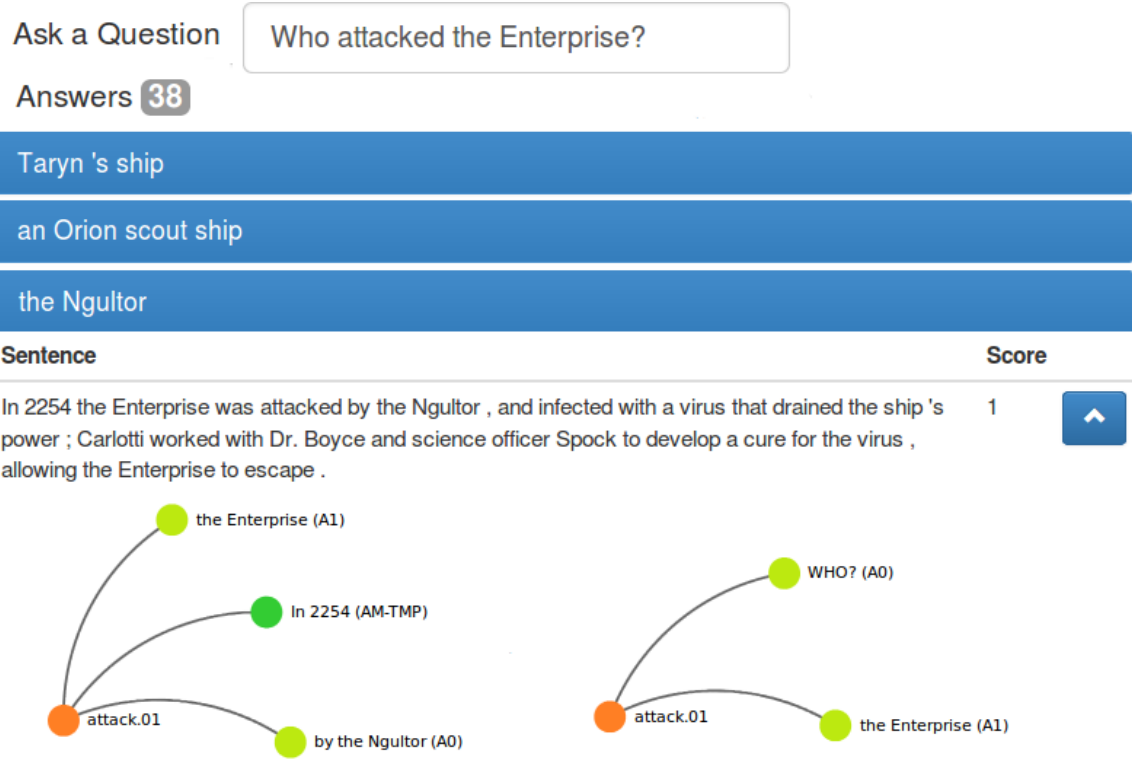 Ask a Question
Who attacked the Enterprise?
Answers 38
Taryn 's ship
an Orion scout ship
the Ngultor
Sentence Score
In 2254 the Enterprise was attacked by the Ngultor , and infected with a virus that drained the ship 's 1
power ; Carlotti worked with Dr. Boyce and science officer Spock to develop a cure for the virus ,
allowing the Enterprise to escape .
the Enterprise (A1)
In 2254 (AM-TMP)
attack.01
by the Ngultor (A0)
WHO? (A0)
attack.01
the Enterprise (A1)